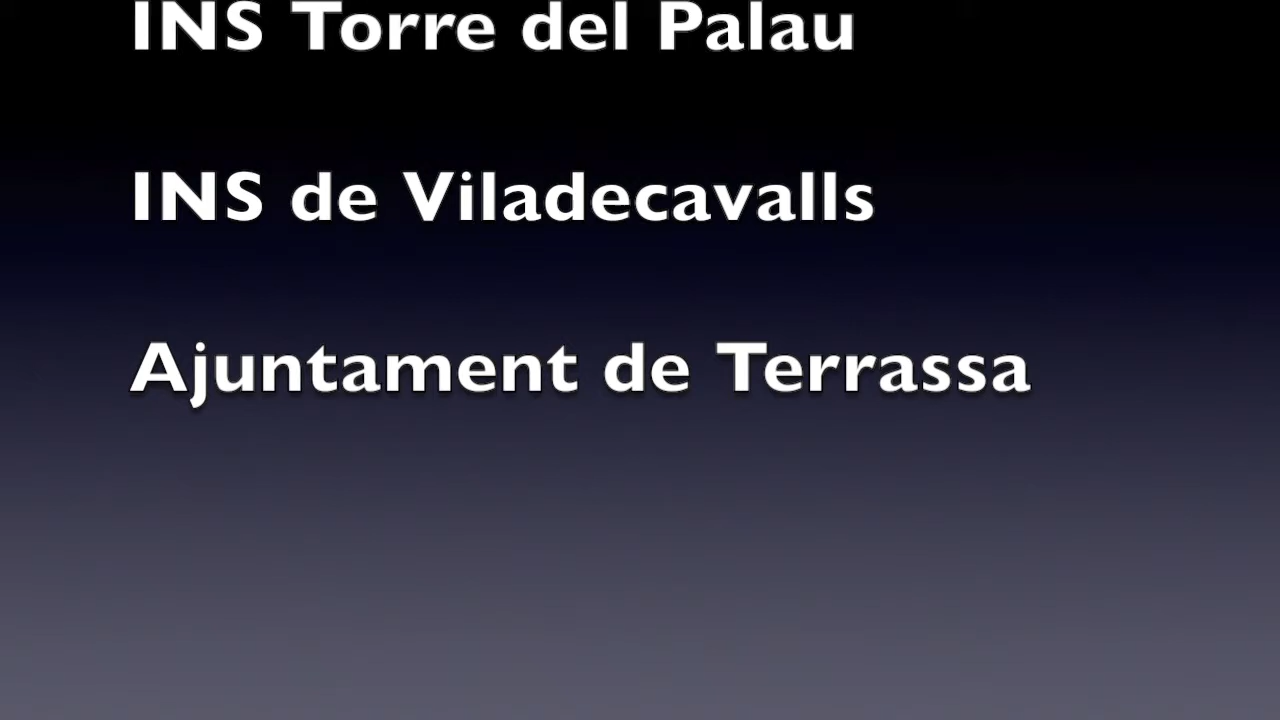 INS Torre del Palau
INS de Viladecavalls
Ajuntament de Terrassa